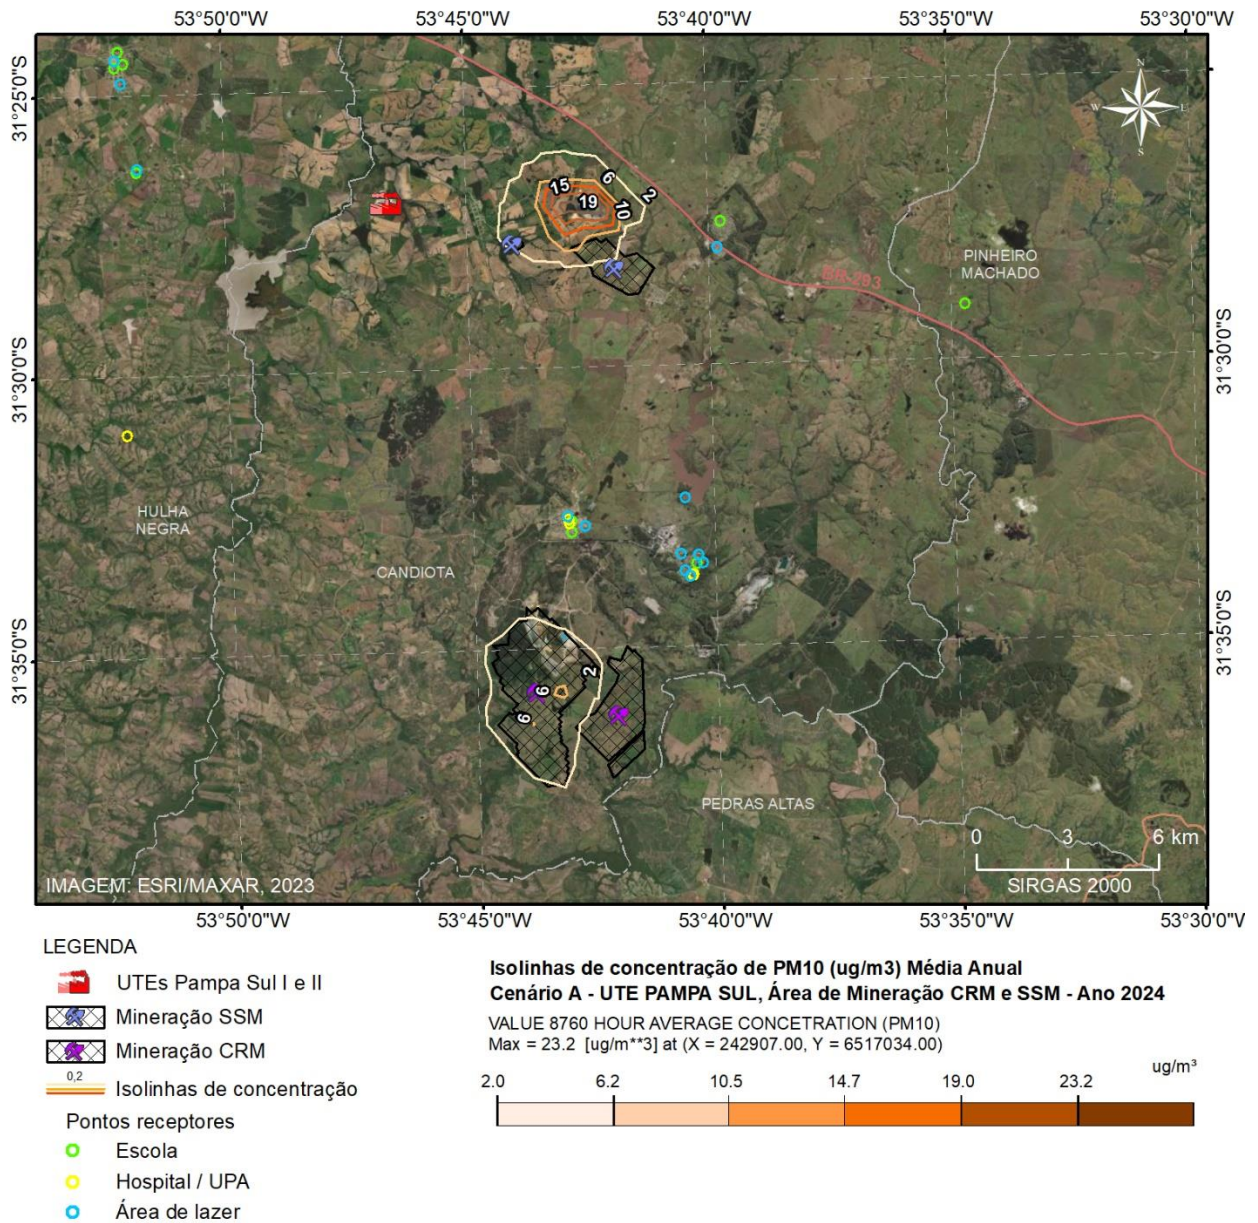 53°50'0"W 53°45'0"W 53°40'0"W 53°35'0"W 53°30'0"W
31°25'0"S
N
W E
S
6
15
2
19
10
PINHEIRO
MACHADO
BR-293
31°30'0"S
31°30'0"S
HULHA
NEGRA
CANDIOTA
31°35'0"S
31°35'0"S
2
6
6
PEDRAS ALTAS
0 3 6 km
IMAGEM: ESRI/MAXAR, 2023
SIRGAS 2000
53°50'0"W 53°45'0"W 53°40'0"W 53°35'0"W 53°30'0"W
LEGENDA
UTEs Pampa Sul I e II
Mineração SSM
Mineração CRM
0,2
Isolinhas de concentração
Pontos receptores
Escola
Hospital / UPA
Área de lazer
Isolinhas de concentração de PM10 (ug/m3) Média Anual
Cenário A - UTE PAMPA SUL, Área de Mineração CRM e SSM - Ano 2024
VALUE 8760 HOUR AVERAGE CONCETRATION (PM10)
Max = 23.2 [ug/m**3] at (X = 242907.00, Y = 6517034.00)
ug/m³
2.0 6.2 10.5 14.7 19.0 23.2